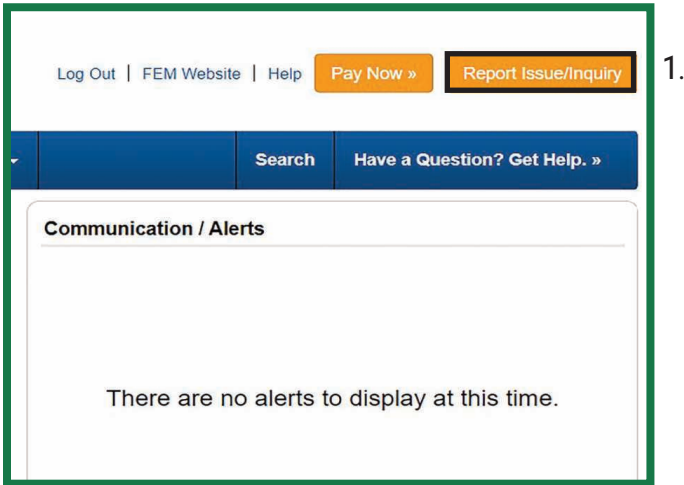 Log Out | FEM Website | Help Pay Now » Report Issue/Inquiry 1.
Search Have a Question? Get Help. »
Communication / Alerts
There are no alerts to display at this time.